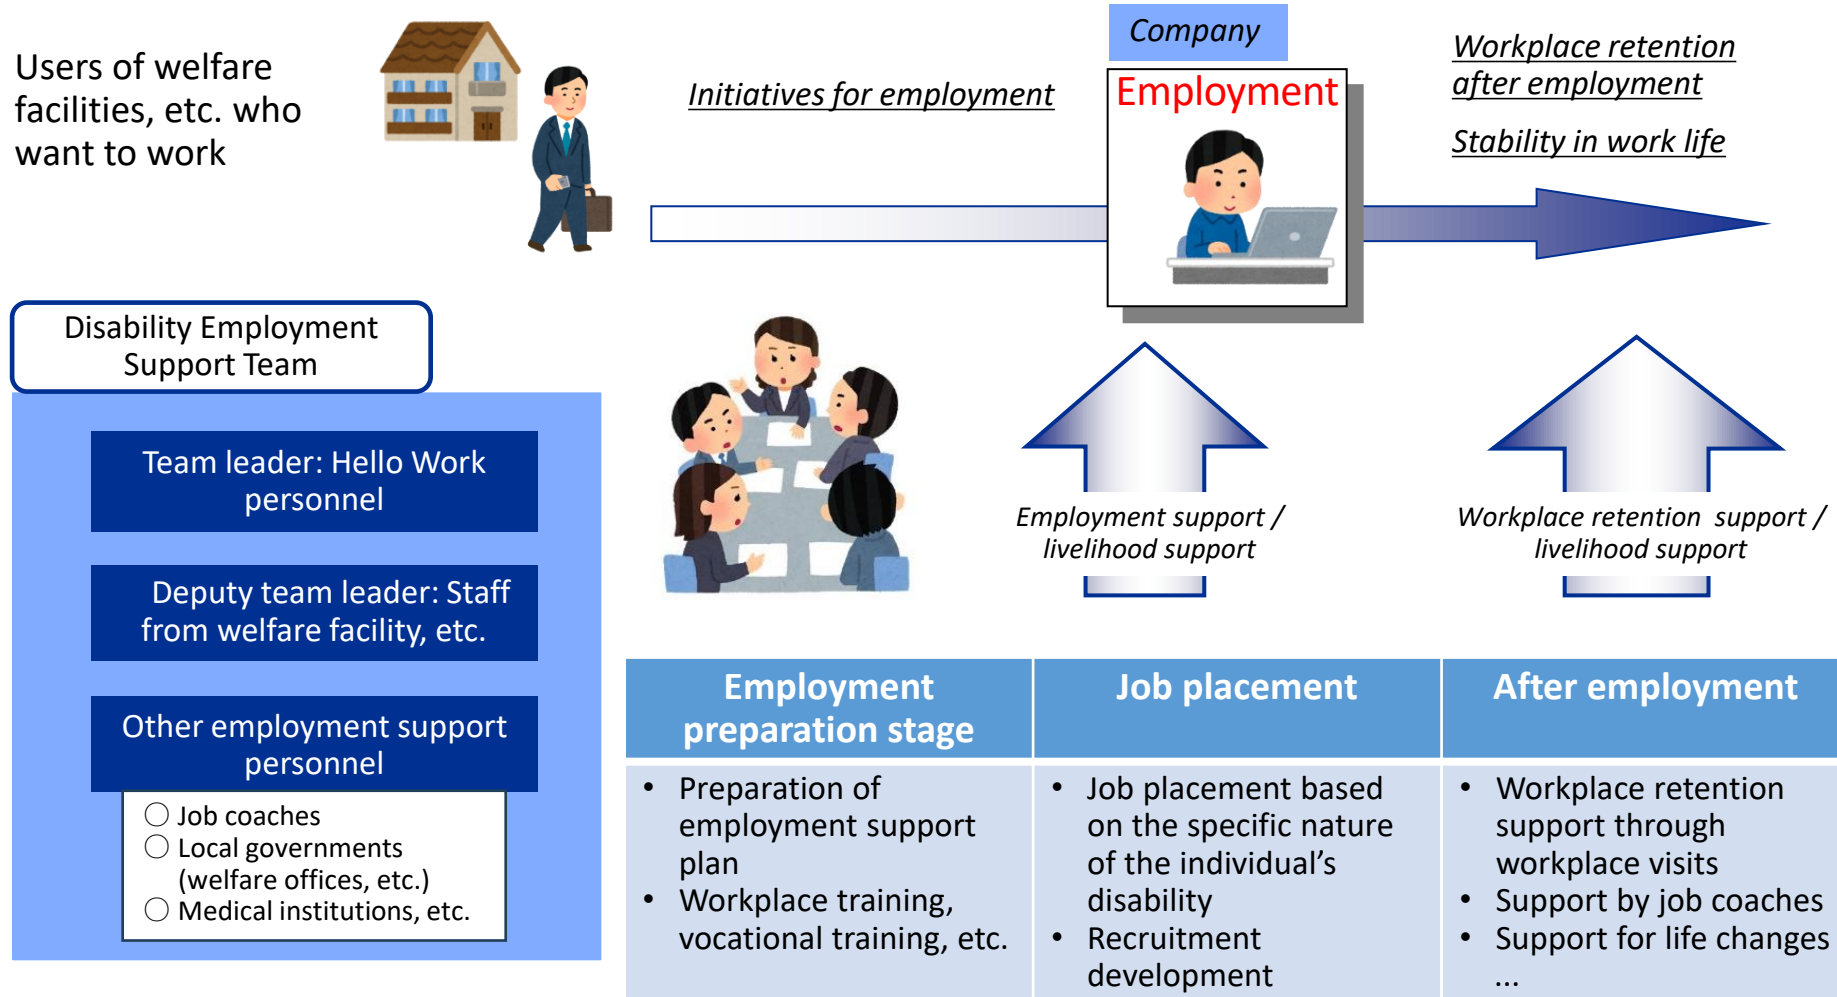 Users of welfare
facilities, etc. who
want to work
Initiatives for employment
Company
Employment
Workplace retention
after employment
Stability in work life
Disability Employment
Support Team
Team leader: Hello Work
personnel
Deputy team leader: Staff
from welfare facility, etc.
Other employment support
personnel
○ Job coaches
○ Local governments
(welfare offices, etc.)
○ Medical institutions, etc.
Employment support /
livelihood support
Workplace retention support /
livelihood support
Employment
preparation stage
• Preparation of
employment support
plan
• Workplace training,
vocational training, etc.
Job placement
• Job placement based
on the specific nature
of the individual’s
disability
• Recruitment
development
After employment
• Workplace retention
support through
workplace visits
• Support by job coaches
• Support for life changes
...